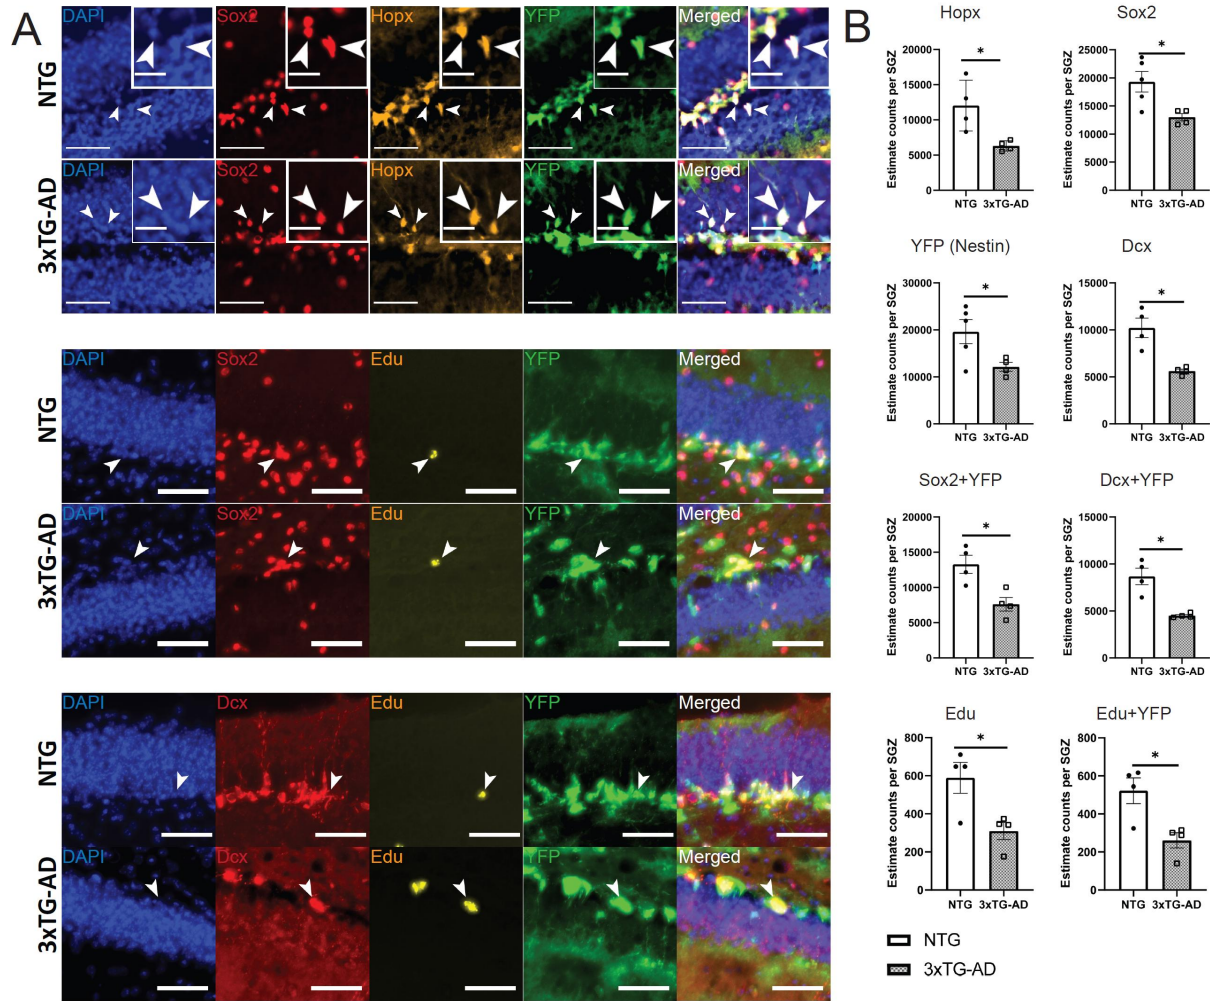 A
NTG
DAPI Sox2 Hopx YFP Merged
3xTG-AD
DAPI Sox2 Hopx YFP Merged
NTG
DAPI Sox2 Edu YFP Merged
3xTG-AD
DAPI Sox2 Edu YFP Merged
NTG
DAPI Dcx Edu YFP Merged
3xTG-AD
DAPI Dcx Edu YFP Merged
B
Hopx
Estimate counts per SGZ
20000
15000
10000
5000
0
*
NTG 3xTG-AD
Sox2
Estimate counts per SGZ
25000
20000
15000
10000
5000
0
*
NTG 3xTG-AD
YFP (Nestin)
Estimate counts per SGZ
30000
20000
10000
0
*
NTG 3xTG-AD
Dcx
Estimate counts per SGZ
15000
10000
5000
0
*
NTG 3xTG-AD
Sox2+YFP
Estimate counts per SGZ
20000
15000
10000
5000
0
*
NTG 3xTG-AD
Dcx+YFP
Estimate counts per SGZ
15000
10000
5000
0
*
NTG 3xTG-AD
Edu
Estimate counts per SGZ
800
600
400
200
0
*
NTG 3xTG-AD
Edu+YFP
Estimate counts per SGZ
800
600
400
200
0
*
NTG 3xTG-AD
NTG
3xTG-AD